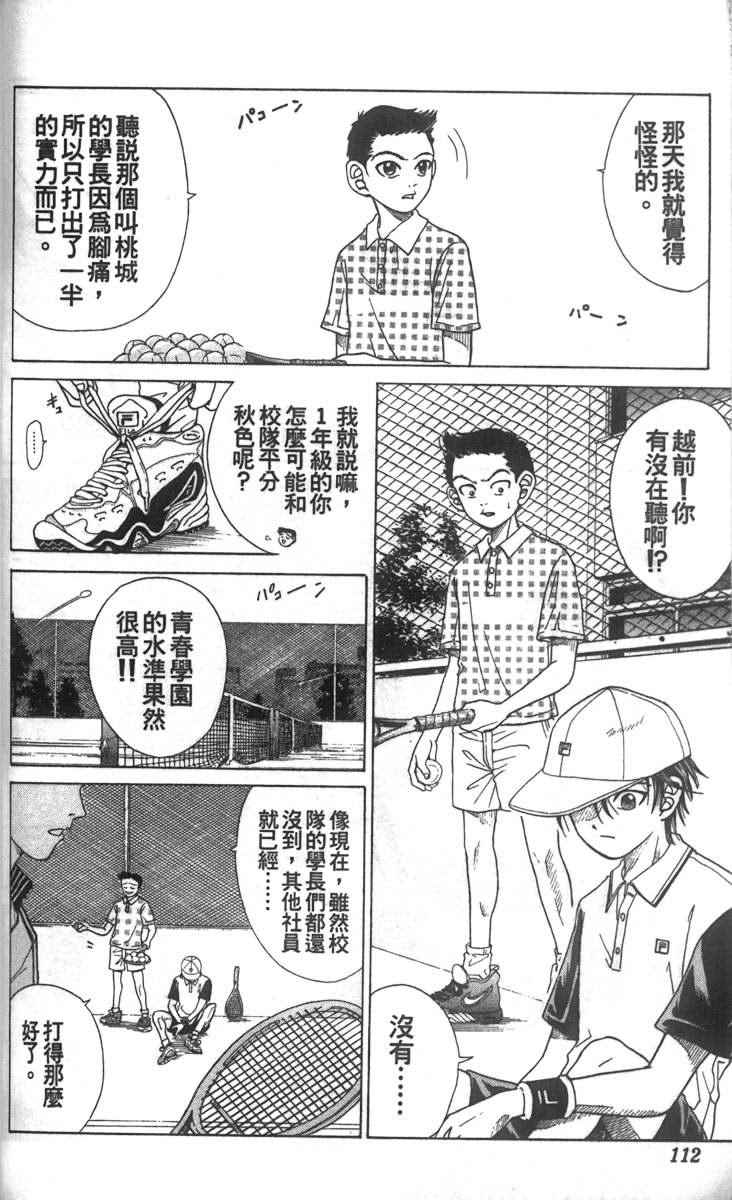 那天我就覺得
怪怪的。
パコーン
聽說那個叫桃城
的學長因爲腳痛，
所以只打出了一半
的實力而已。
パーン
越前！你
有沒在聽啊!?
沒有……
我就說嘛，
1年級的你
怎麼可能和
校隊平分
秋色呢？
キュ
……
F
FILA
パコーン
青春學園
的水準果然
很高!!
像現在，雖然校
隊的學長們都還
沒到，其他社員
就已經……
打得那麼
好了。
F
F
112